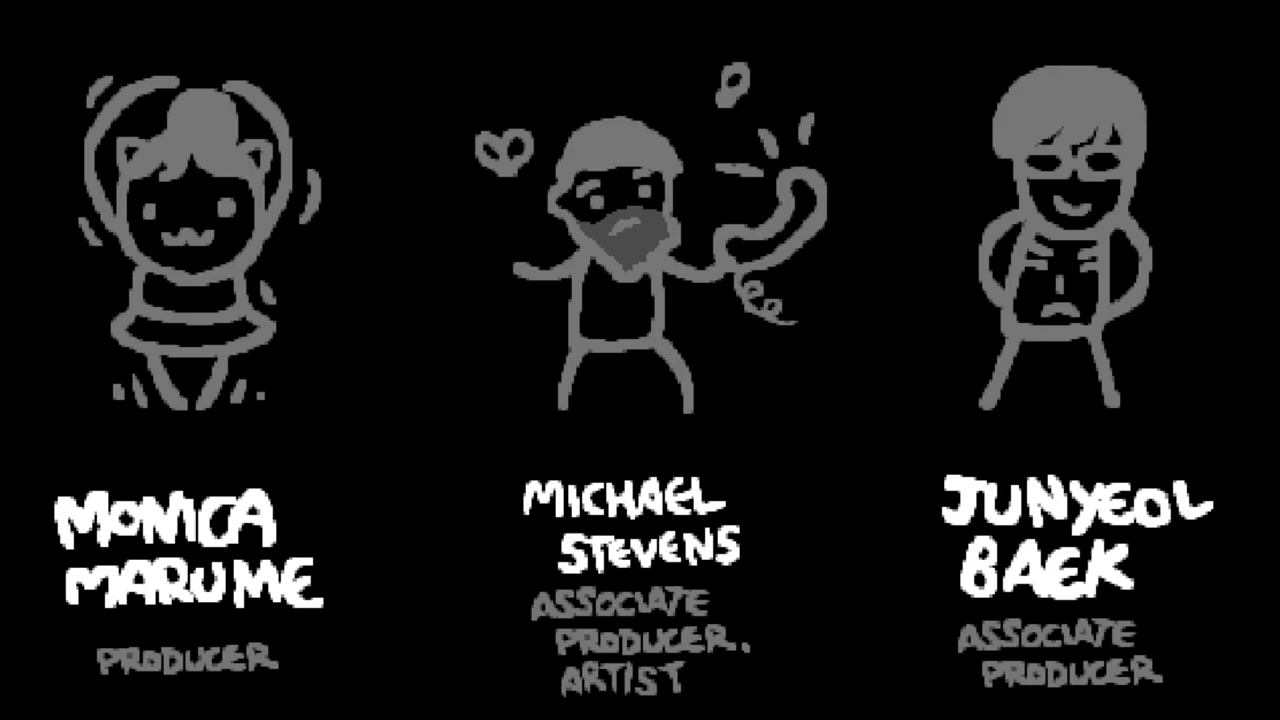 MONICA
MARUME
PRODUCER
MICHAEL
STEVENS
ASSOCIATE
PRODUCER.
ARTIST
JUNYEOL
BAEK
ASSOCIATE
PRODUCER